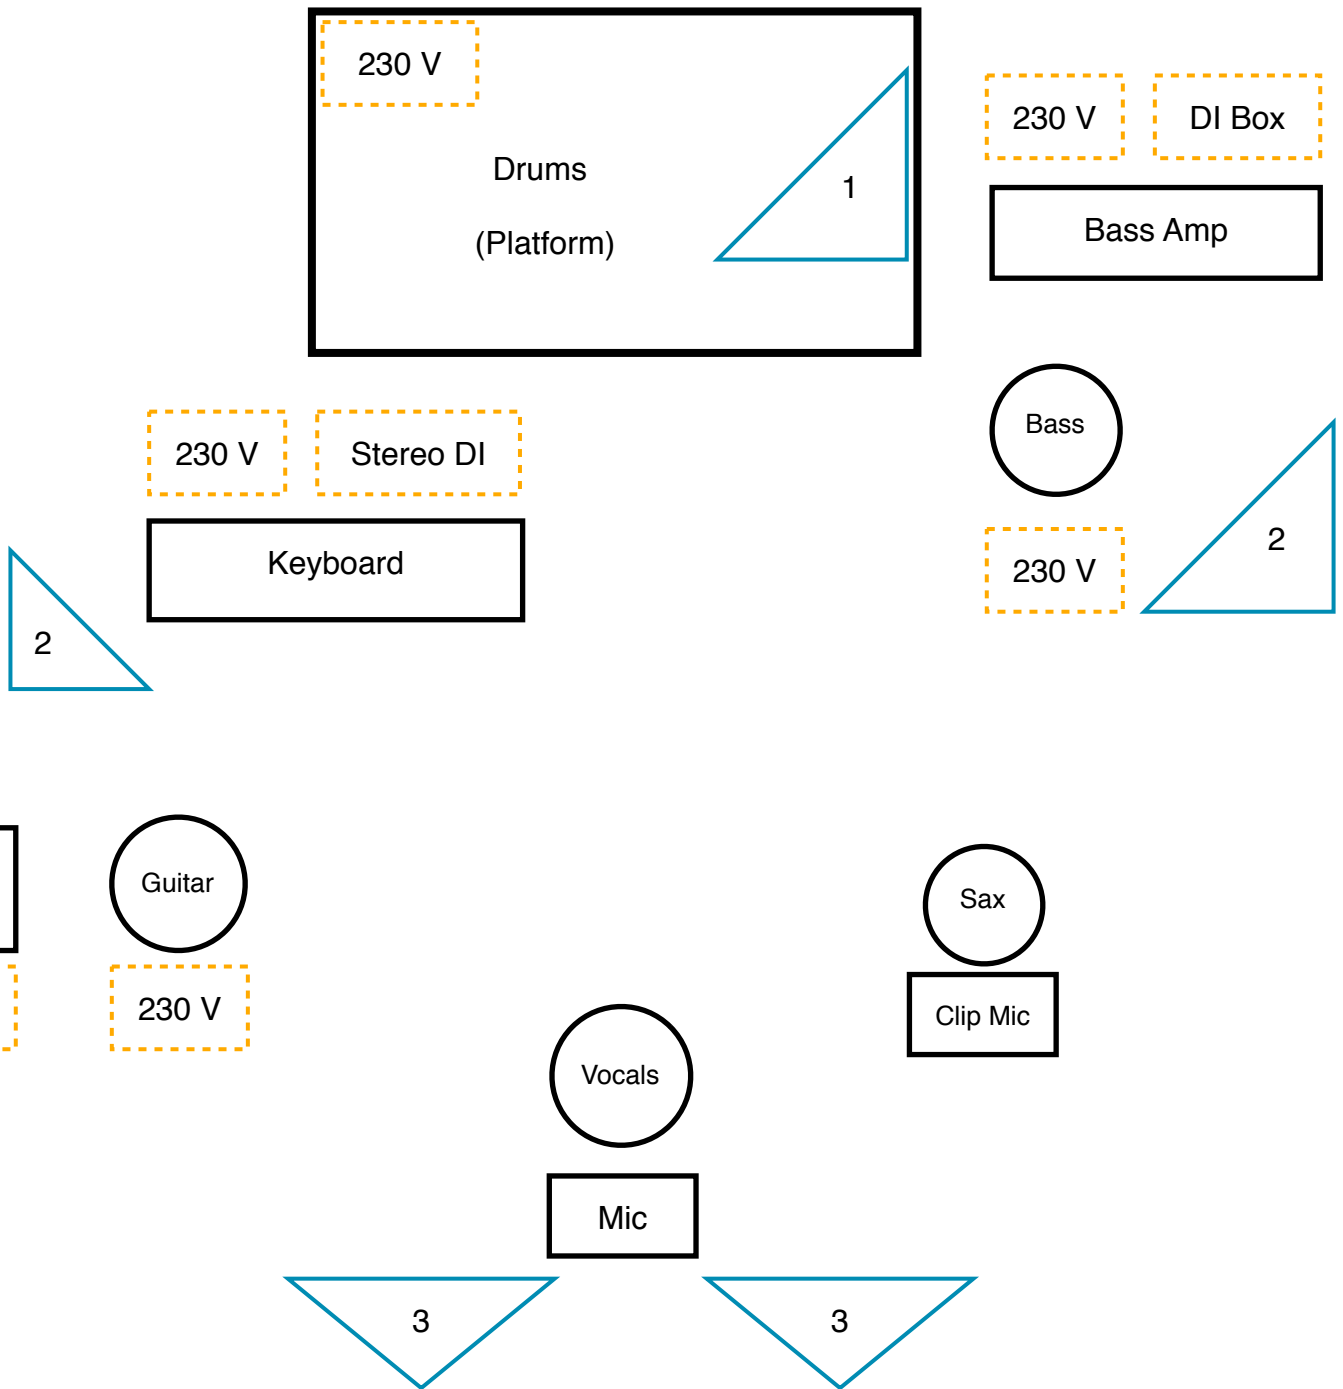 230 V
Drums
(Platform)
1
230 V
DI Box
Bass Amp
Bass
230 V
2
230 V
Stereo DI
Keyboard
2
Guitar
230 V
Sax
Clip Mic
Vocals
Mic
3
3